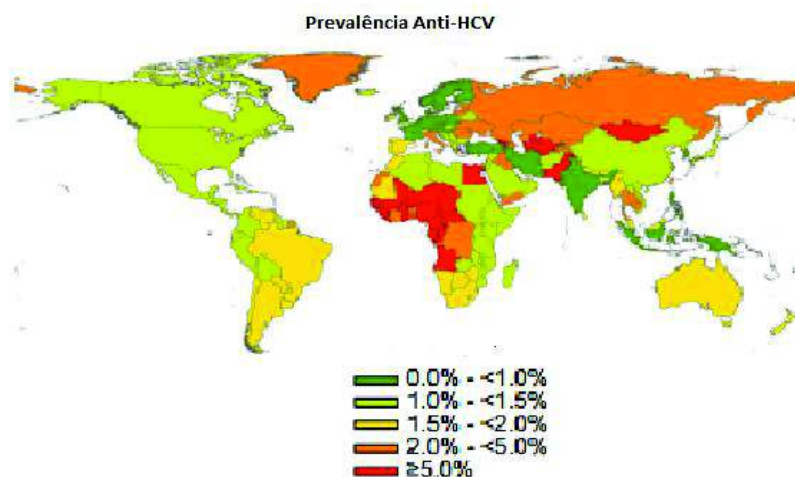 Prevalência Anti-HCV
0.0% - <1.0%
1.0% - <1.5%
1.5% - <2.0%
2.0% - <5.0%
≥5.0%